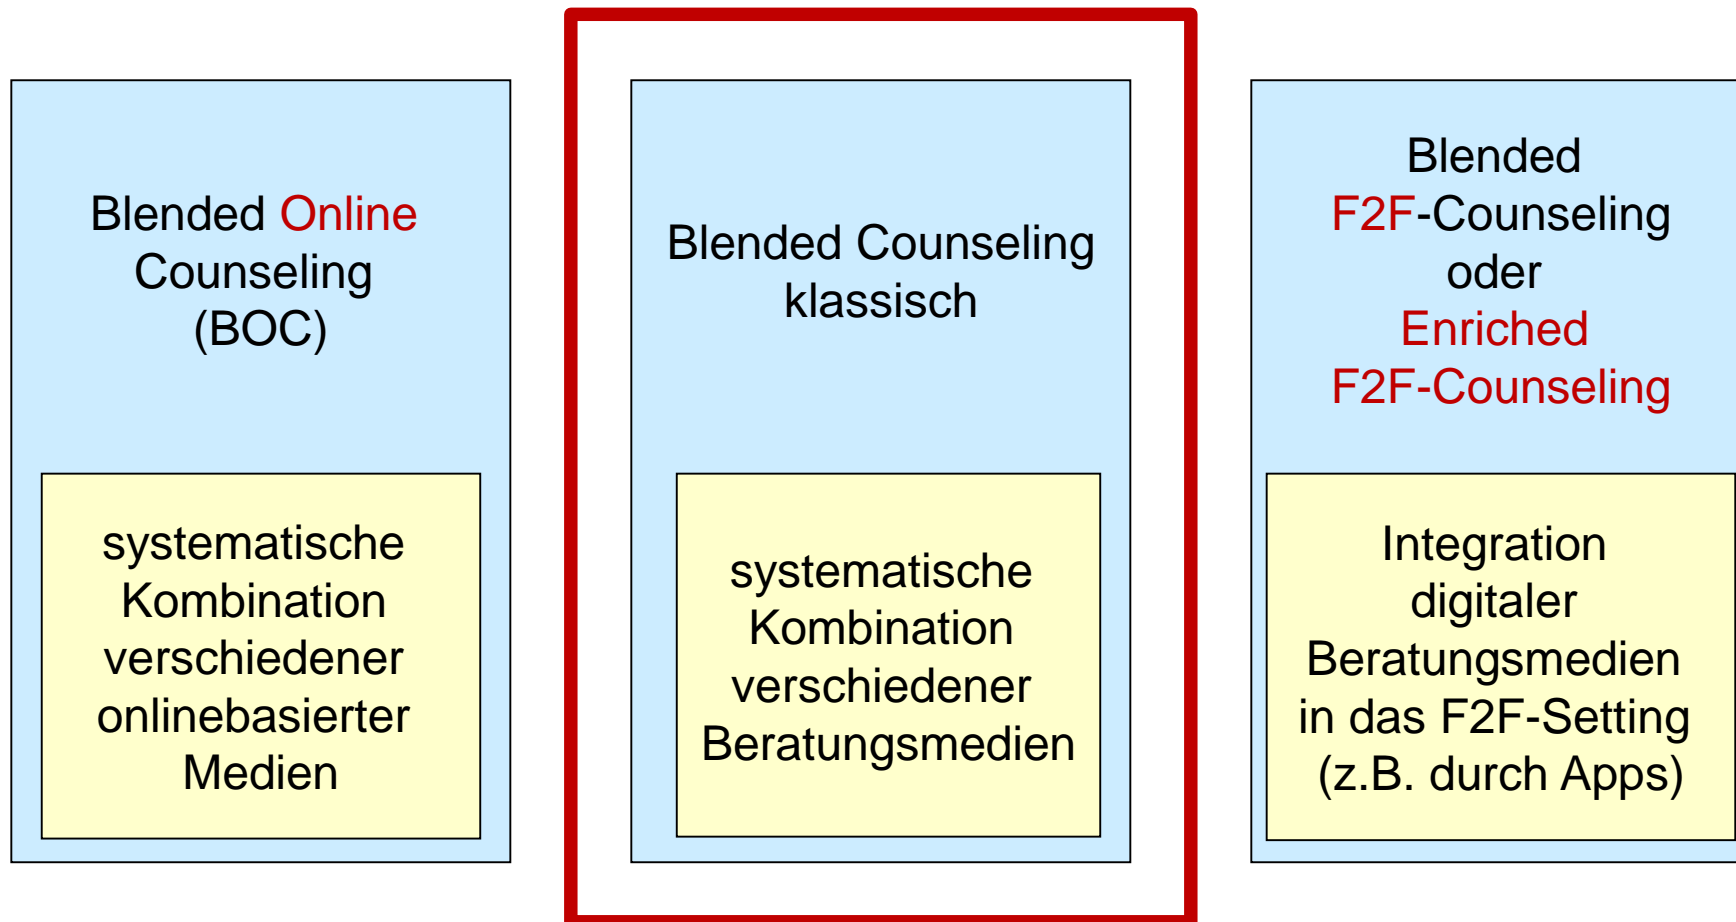 Blended Online
Counseling
(BOC)
systematische
Kombination
verschiedener
onlinebasierter
Medien
Blended Counseling
klassisch
systematische
Kombination
verschiedener
Beratungsmedien
Blended
F2F-Counseling
oder
Enriched
F2F-Counseling
Integration
digitaler
Beratungsmedien
in das F2F-Setting
(z.B. durch Apps)